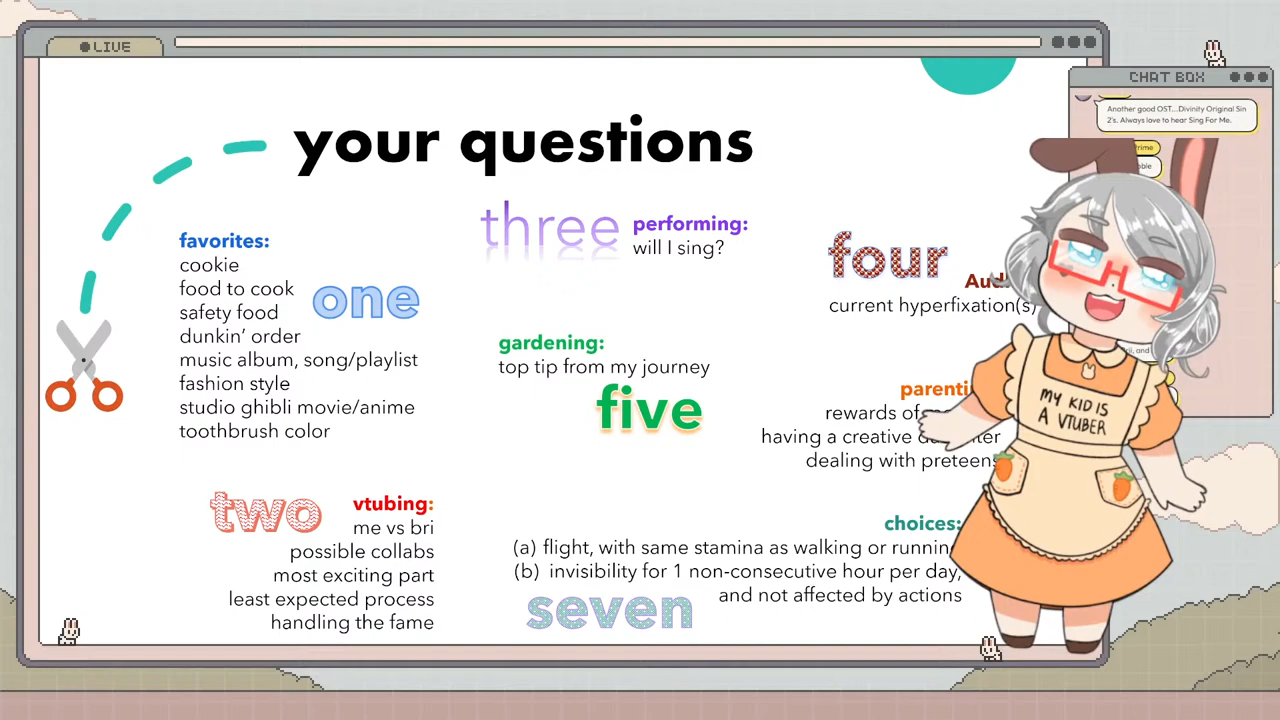 LIVE
CHAT BOX
Another good OST...Divinity Original Sin
2's. Always love to hear Sing For Me.
your questions
favorites:
cookie
food to cook
safety food
dunkin' order
music album, song/playlist
fashion style
studio ghibli movie/anime
toothbrush color
one
two
vtubing:
me vs bri
possible collabs
most exciting part
least expected process
handling the fame
three
performing:
will I sing?
four
current hyperfixation(s)
gardening:
top tip from my journey
five
rewards of
having a creative
dealing with preteens
choices:
(a) flight, with same stamina as walking or
(b) invisibility for 1 non-consecutive hour per day,
and not affected by actions
seven
MY KID IS
A VTUBER